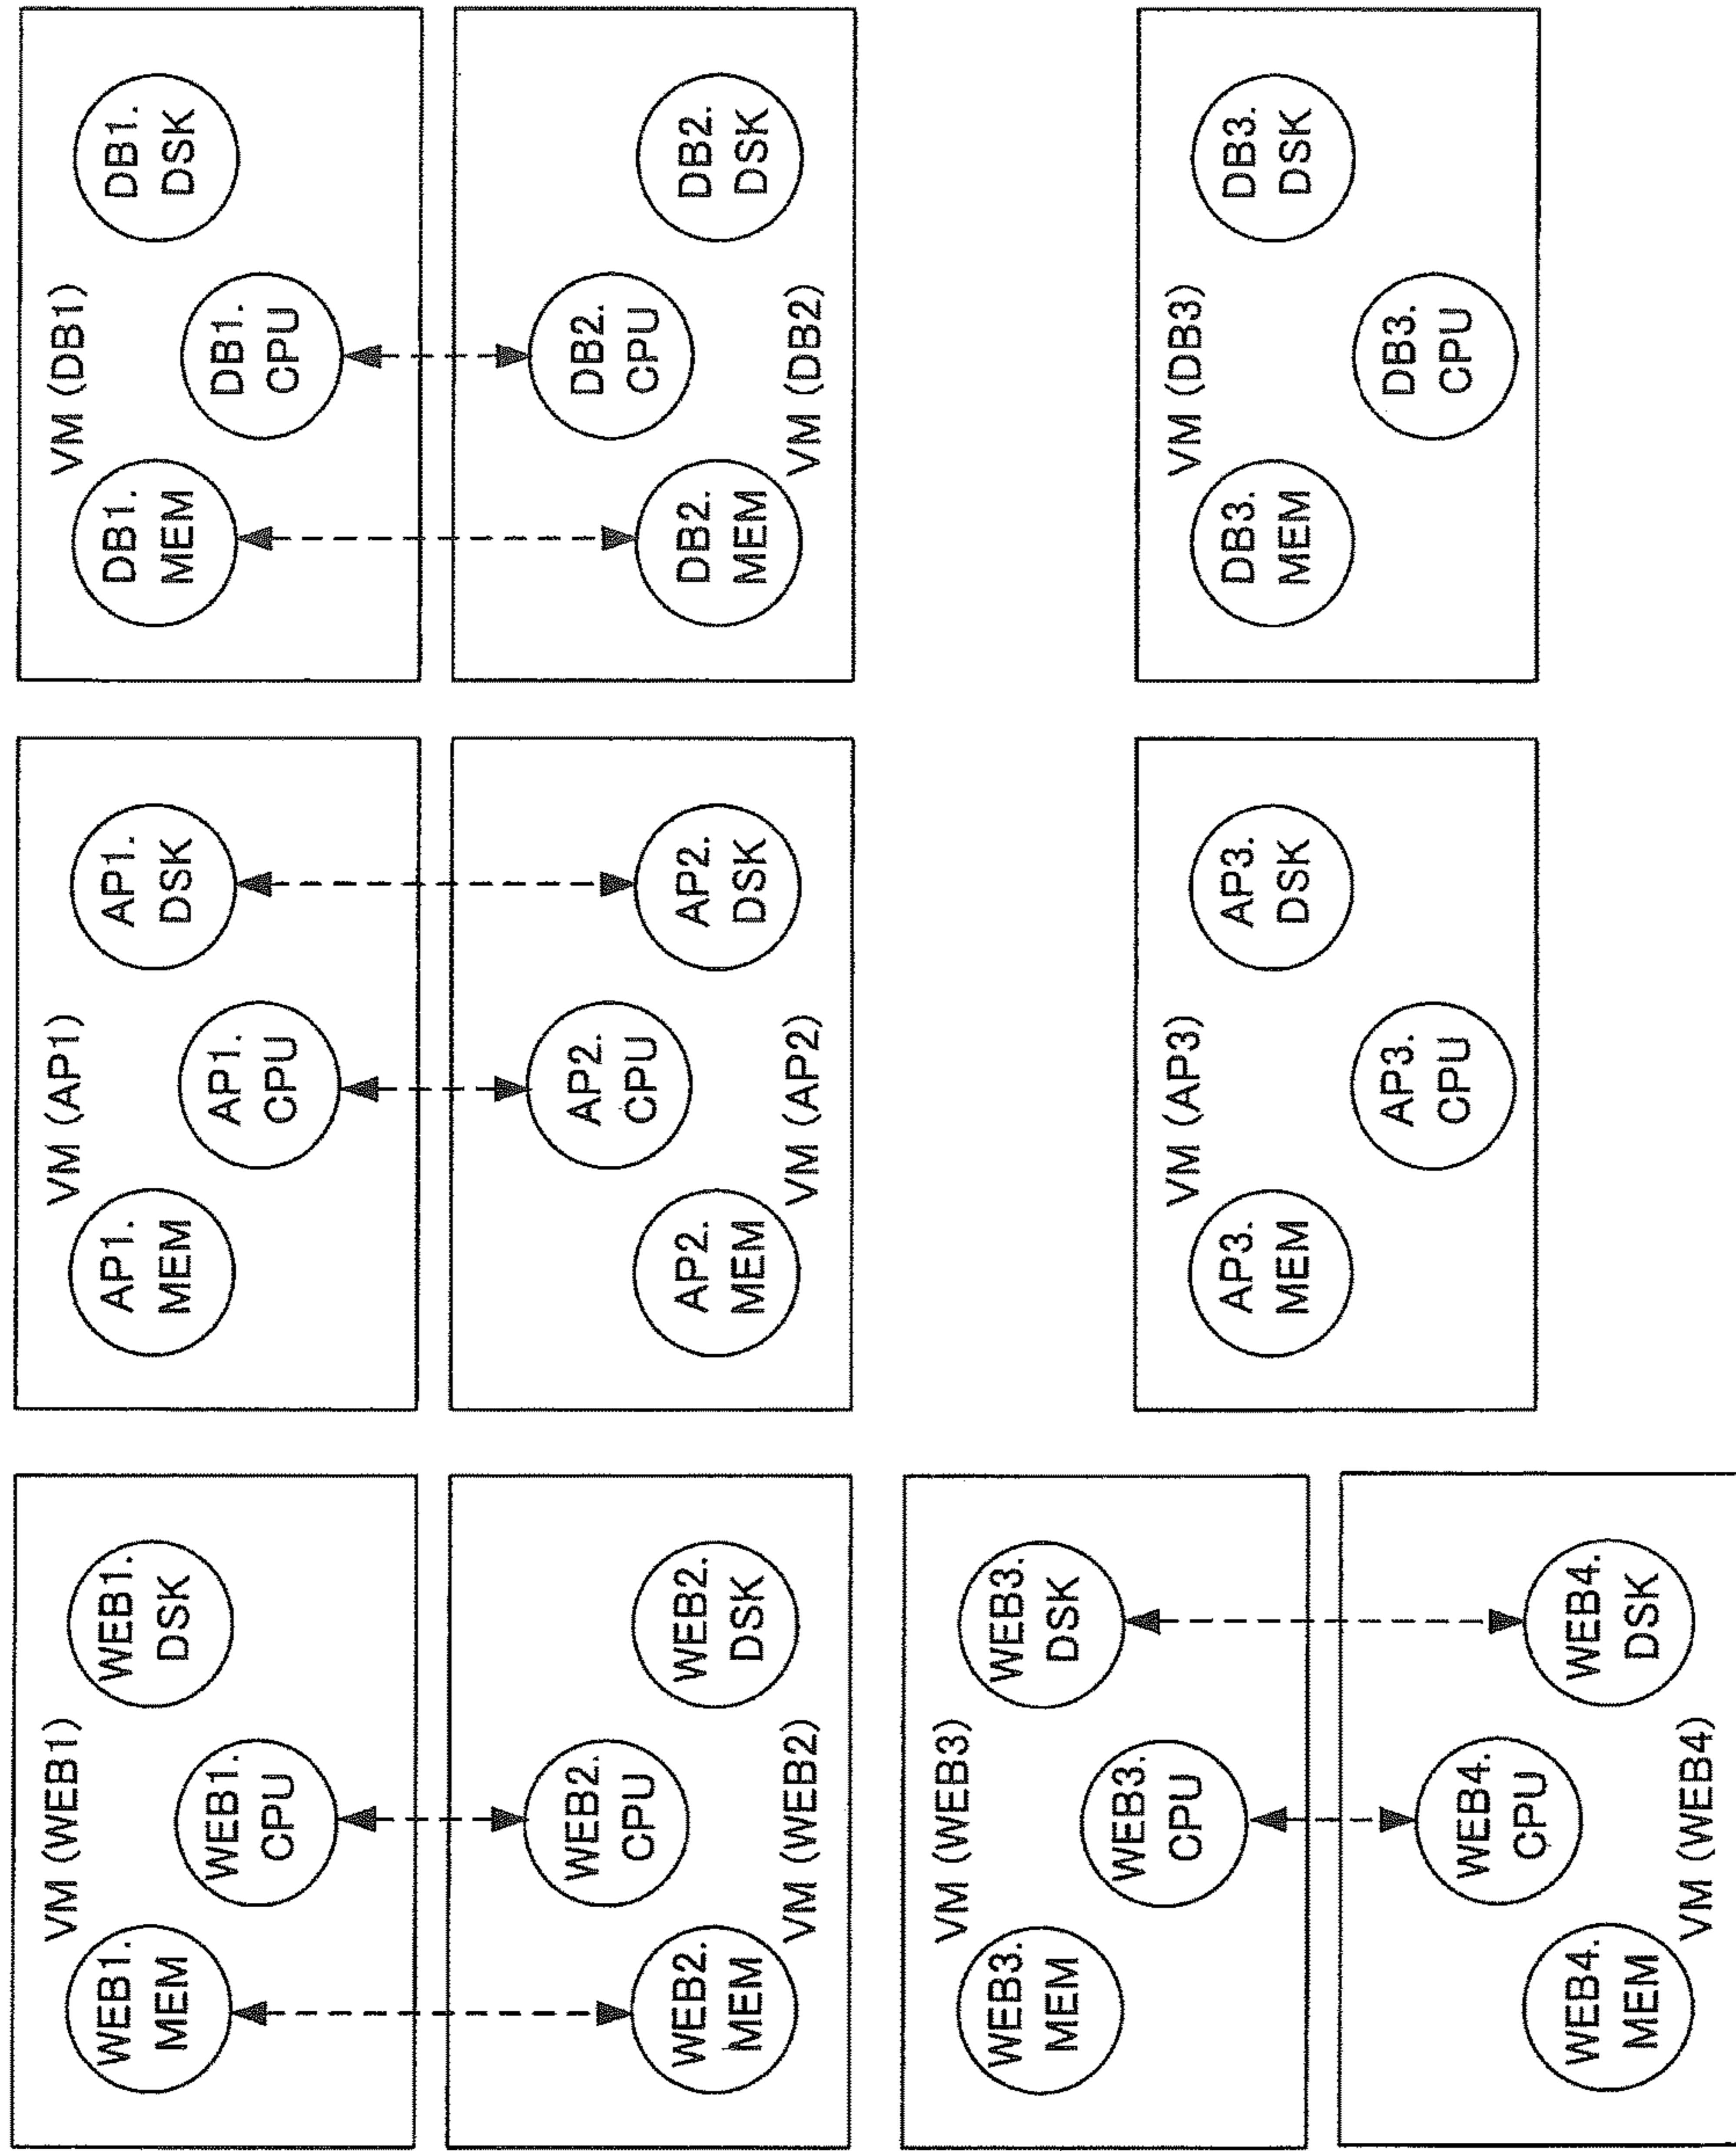 VM (WEB1)
WEB1.
MEM
WEB1.
CPU
WEB1.
DSK
WEB2.
MEM
WEB2.
CPU
WEB2.
DSK
VM (WEB2)
VM (WEB3)
WEB3.
MEM
WEB3.
CPU
WEB3.
DSK
WEB4.
MEM
WEB4.
CPU
WEB4.
DSK
VM (WEB4)
VM (AP1)
AP1.
MEM
AP1.
CPU
AP1.
DSK
AP2.
MEM
AP2.
CPU
AP2.
DSK
VM (AP2)
VM (AP3)
AP3.
MEM
AP3.
CPU
AP3.
DSK
VM (DB1)
DB1.
MEM
DB1.
CPU
DB1.
DSK
DB2.
MEM
DB2.
CPU
DB2.
DSK
VM (DB2)
VM (DB3)
DB3.
MEM
DB3.
CPU
DB3.
DSK